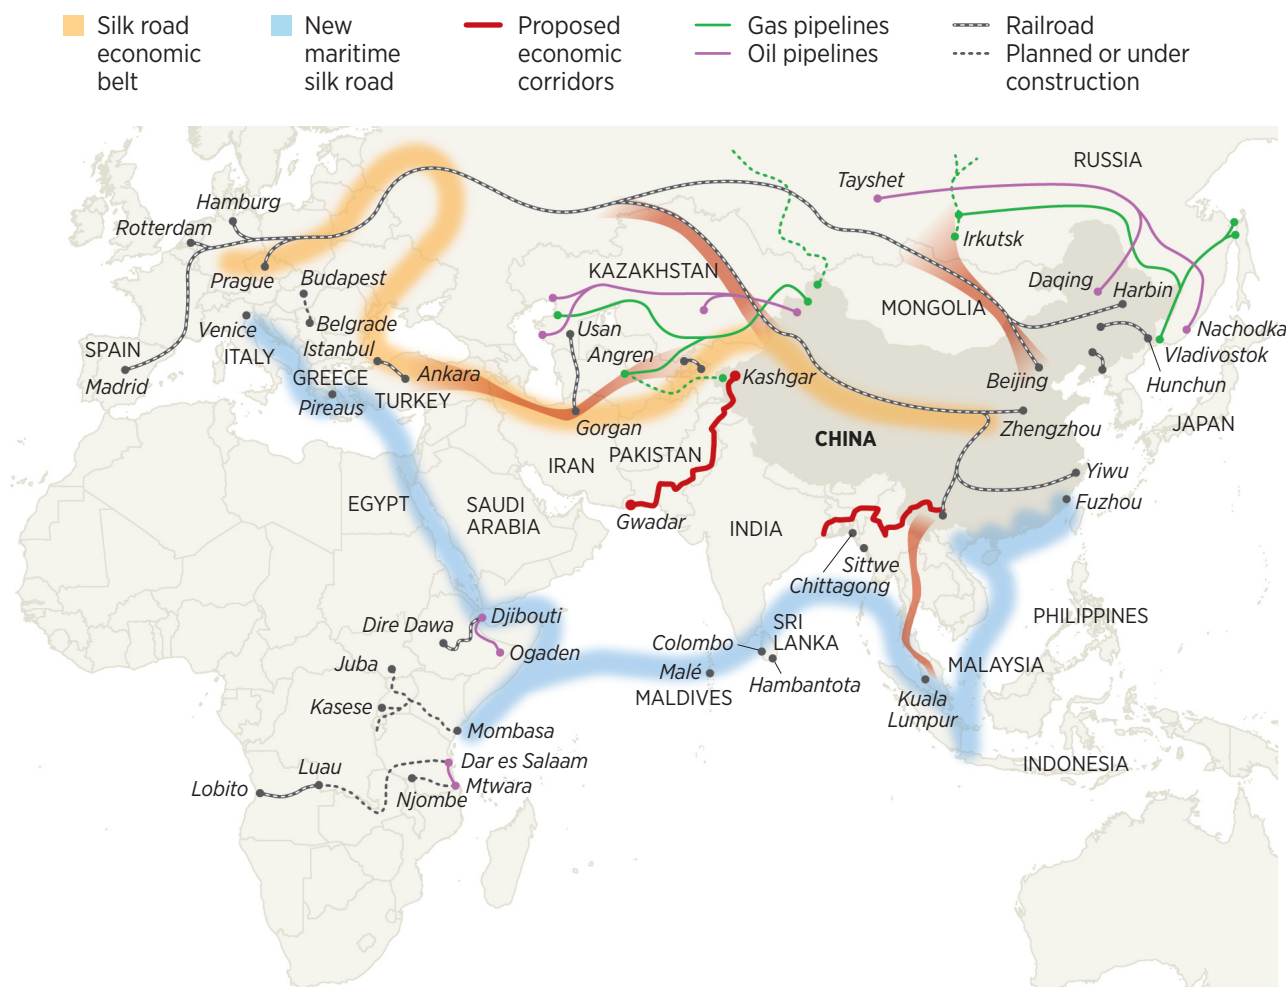 Silk road
economic
belt
New
maritime
silk road
Proposed
economic
corridors
Gas pipelines
Oil pipelines
Railroad
Planned or under
construction
RUSSIA
Tayshet
Hamburg
Rotterdam
Irkutsk
KAZAKHSTAN
Prague
Budapest
Daqing
Harbin
MONGOLIA
Venice
Belgrade
Usan
Nachodka
SPAIN
ITALY
Istanbul
Angren
Vladivostok
Madrid
GREECE
Ankara
Kashgar
Beijing
Hunchun
Pireaus
TURKEY
Gorgan
Zhengzhou
JAPAN
CHINA
IRAN
PAKISTAN
Yiwu
EGYPT
SAUDI
ARABIA
Gwadar
INDIA
Fuzhou
Sittwe
Chittagong
Djibouti
PHILIPPINES
Dire Dawa
SRI
LANKA
Colombo
Ogaden
Juba
Malé
MALAYSIA
Hambantota
MALDIVES
Kasese
Kuala
Lumpur
Mombasa
Dar es Salaam
INDONESIA
Luau
Lobito
Mtwara
Njombe